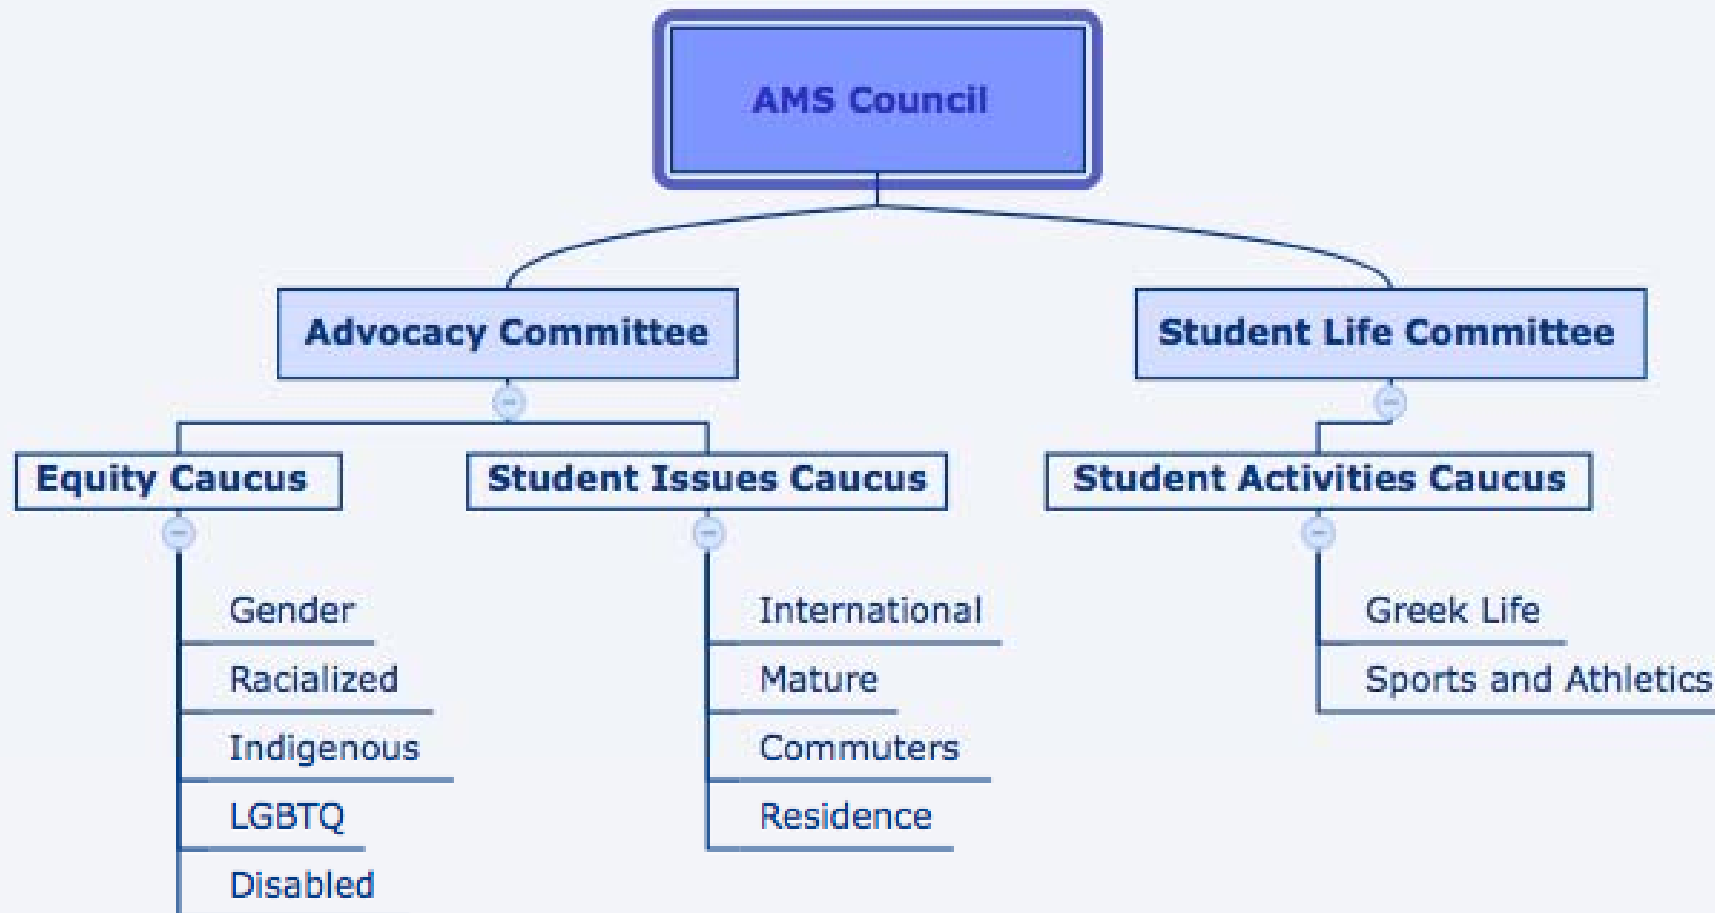 AMS Council
Advocacy Committee
Student Life Committee
Equity Caucus
Student Issues Caucus
Student Activities Caucus
Gender
Racialized
Indigenous
LGBTQ
Disabled
International
Mature
Commuters
Residence
Greek Life
Sports and Athletics